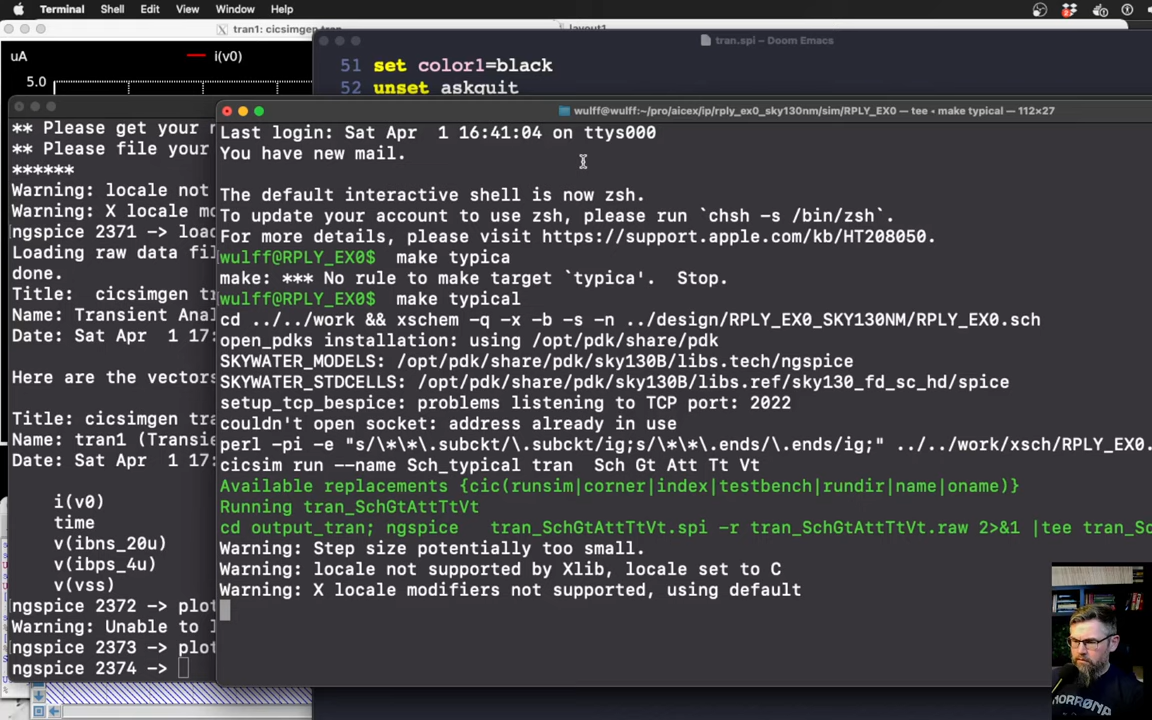 Terminal Shell Edit View Window Help
tran1: cicsimgen tran
layout1
uA
i(v0)
5.0
tran.spi – Doom Emacs
51 set color1=black
52 unset askquit
** Please get your
** Please file your
******
Warning: locale not
Warning: X locale
ngspice 2371 ->
Loading raw data
done.
Title: cicsimgen
Name: Transient
Date: Sat Apr 1
Here are the vectors
Title: cicsimgen
Name: tran1
Date: Sat Apr 1
i(v0)
time
v(ibns_20u)
v(ibps_4u)
v(vss)
ngspice 2372 -> plot
Warning: Unable to
ngspice 2373 -> plot
ngspice 2374 ->
wulff@wulff:~/pro/aicex/ip/rply_ex0_sky130nm/sim/RPLY_EX0 — tee ◂ make typical — 112×27
Last login: Sat Apr 1 16:41:04 on ttys000
You have new mail.
The default interactive shell is now zsh.
To update your account to use zsh, please run `chsh -s /bin/zsh`.
For more details, please visit https://support.apple.com/kb/HT208050.
wulff@RPLY_EX0$ make typica
make: *** No rule to make target `typica'. Stop.
wulff@RPLY_EX0$ make typical
cd ../../work && xschem -q -x -b -s -n ../design/RPLY_EX0_SKY130NM/RPLY_EX0.sch
open_pdks installation: using /opt/pdk/share/pdk
SKYWATER_MODELS: /opt/pdk/share/pdk/sky130B/libs.tech/ngspice
SKYWATER_STDCELLS: /opt/pdk/share/pdk/sky130B/libs.ref/sky130_fd_sc_hd/spice
setup_tcp_bespice: problems listening to TCP port: 2022
couldn't open socket: address already in use
perl -pi -e "s/\*\*\.subckt/\.subckt/ig;s/\*\*\.ends/\.ends/ig;" ../../work/xsch/RPLY_EX0.
cicsim run --name Sch_typical tran Sch Gt Att Tt Vt
Available replacements {cic(runsim|corner|index|testbench|rundir|name|oname)}
Running tran_SchGtAttTtVt
cd output_tran; ngspice tran_SchGtAttTtVt.spi -r tran_SchGtAttTtVt.raw 2>&1 |tee tran_Sc
Warning: Step size potentially too small.
Warning: locale not supported by Xlib, locale set to C
Warning: X locale modifiers not supported, using default